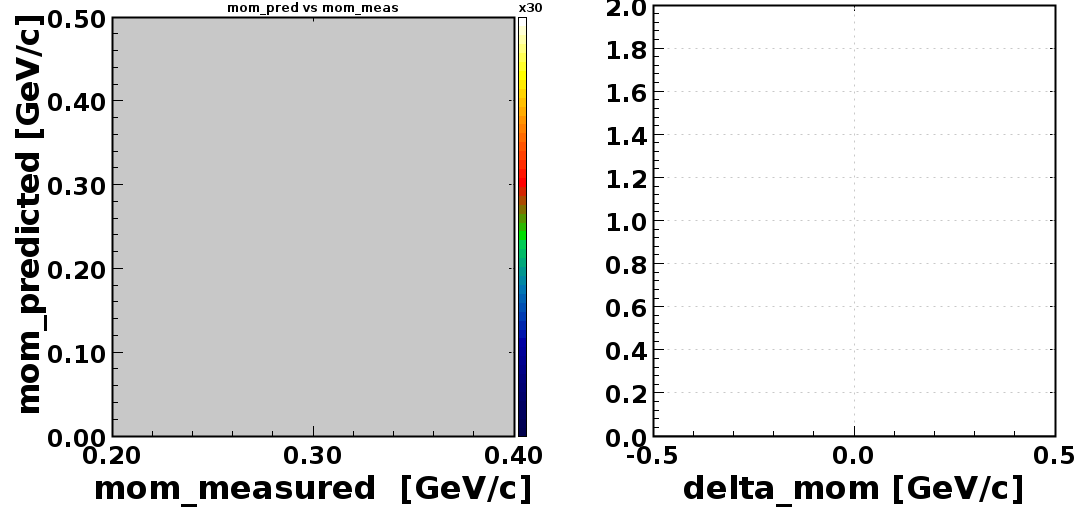 mom_pred vs mom_meas
x30
0.50
0.40
0.30
0.20
0.10
0.00
mom_predicted [GeV/c]
0.20 0.30 0.40
mom_measured [GeV/c]
2.0
1.8
1.6
1.4
1.2
1.0
0.8
0.6
0.4
0.2
0.0
-0.5 0.0 0.5
delta_mom [GeV/c]